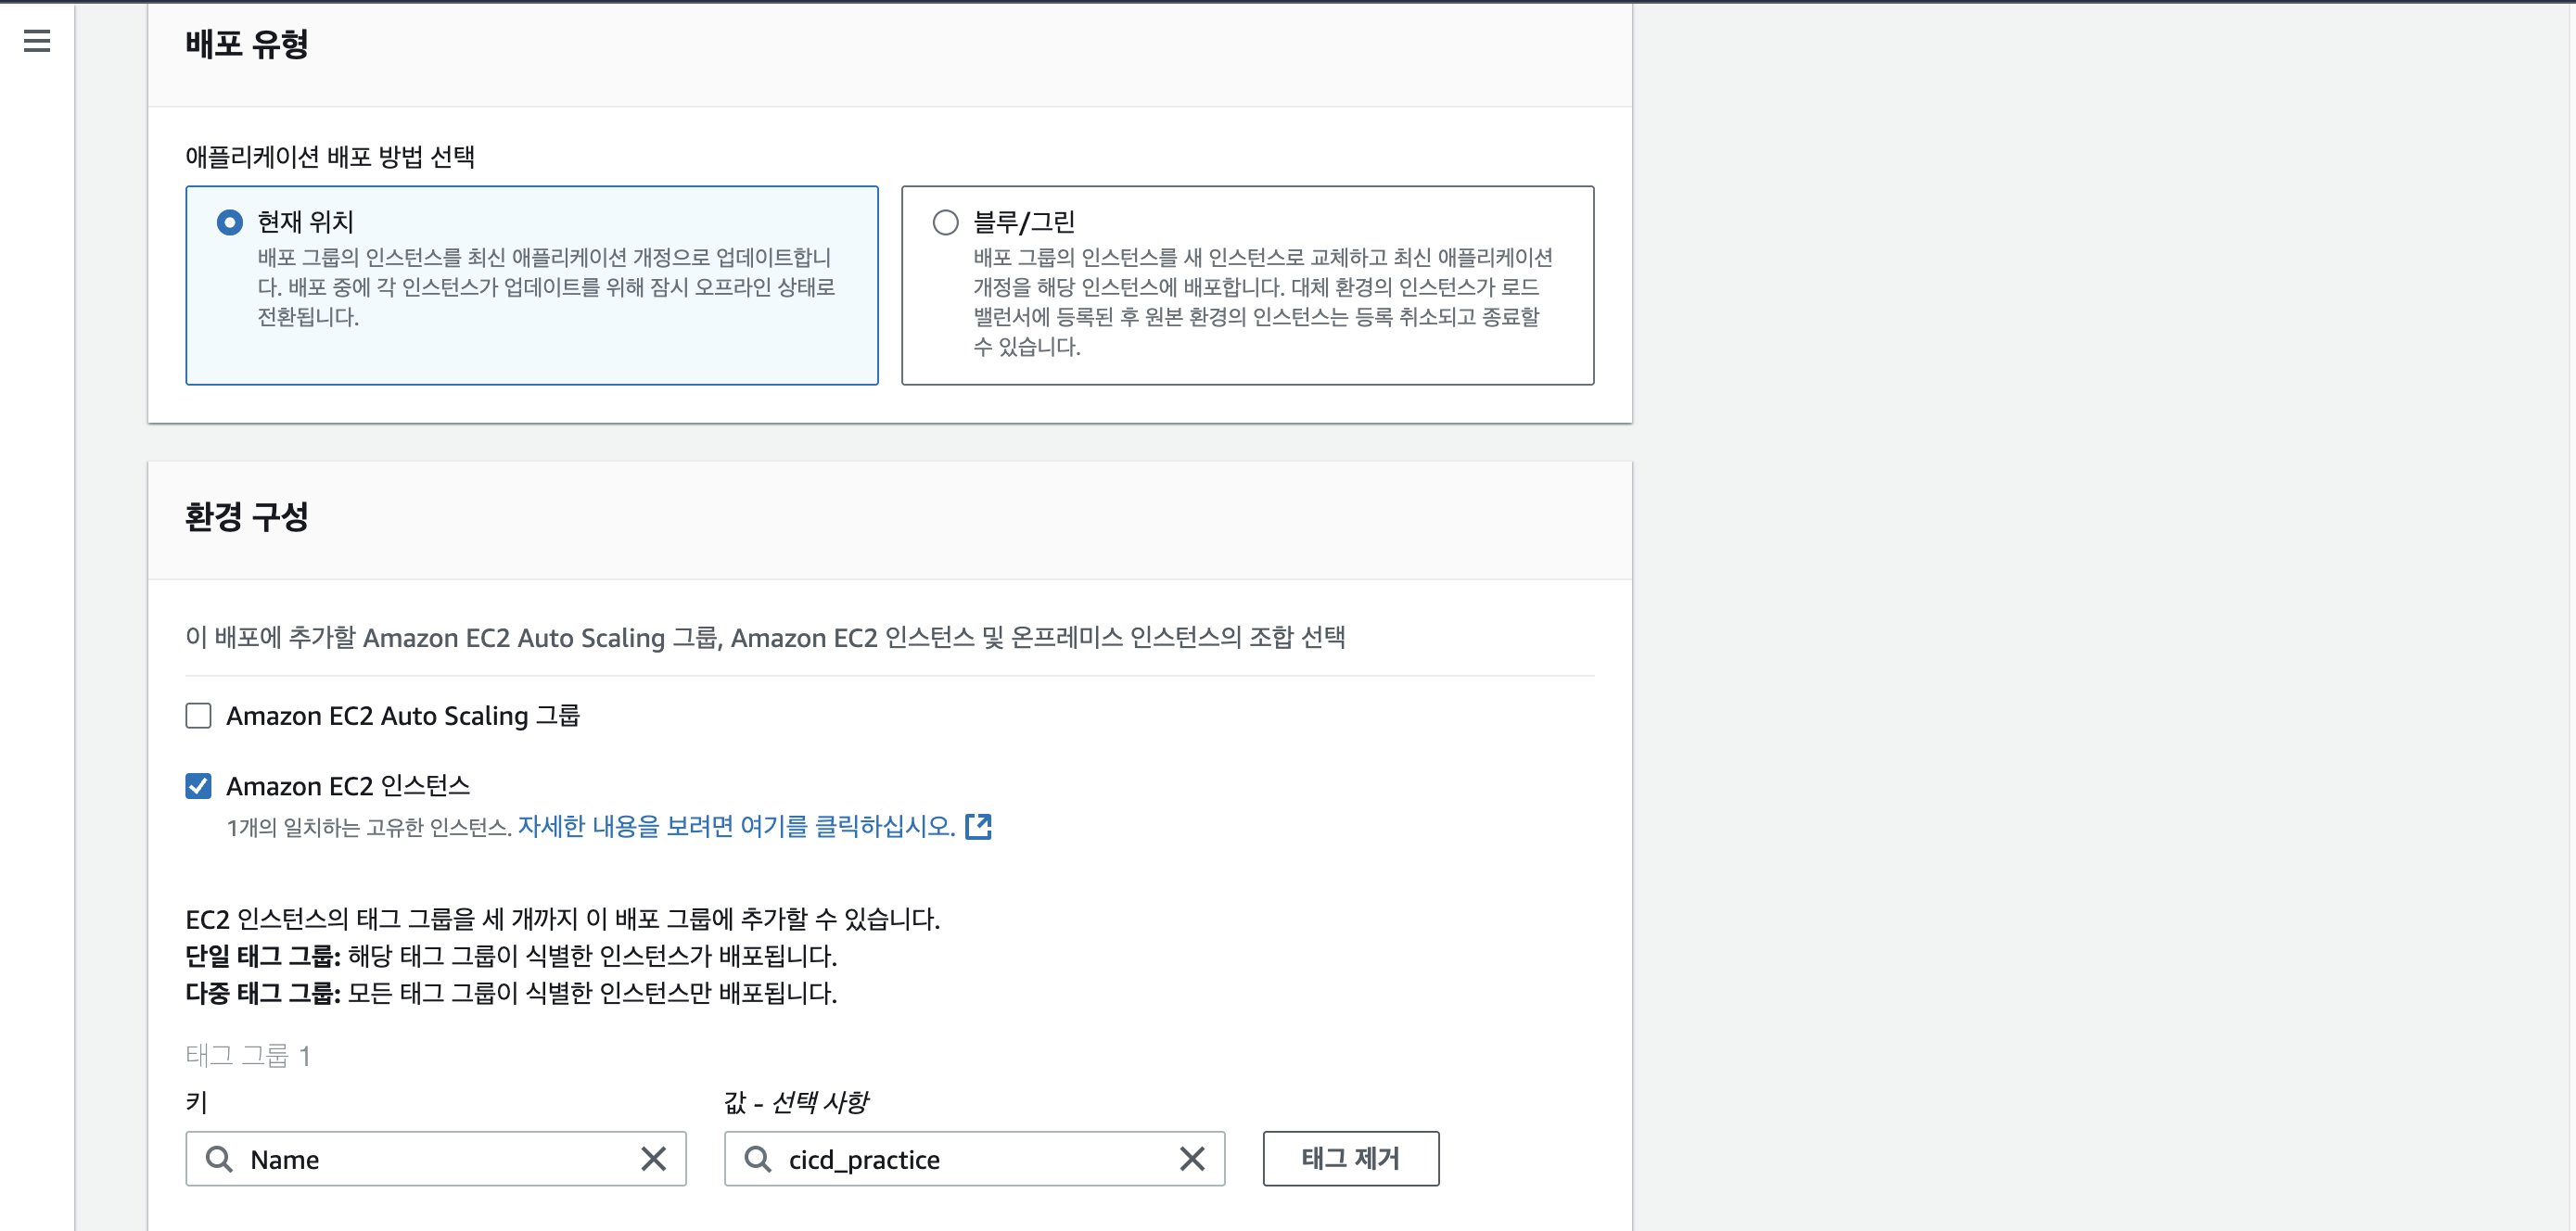 배포 유형
애플리케이션 배포 방법 선택
현재 위치
배포 그룹의 인스턴스를 최신 애플리케이션 개정으로 업데이트합니
다. 배포 중에 각 인스턴스가 업데이트를 위해 잠시 오프라인 상태로
전환됩니다.
블루/그린
배포 그룹의 인스턴스를 새 인스턴스로 교체하고 최신 애플리케이션
개정을 해당 인스턴스에 배포합니다. 대체 환경의 인스턴스가 로드
밸런서에 등록된 후 원본 환경의 인스턴스는 등록 취소되고 종료할
수 있습니다.
환경 구성
이 배포에 추가할 Amazon EC2 Auto Scaling 그룹, Amazon EC2 인스턴스 및 온프레미스 인스턴스의 조합 선택
Amazon EC2 Auto Scaling 그룹
Amazon EC2 인스턴스
1개의 일치하는 고유한 인스턴스. 자세한 내용을 보려면 여기를 클릭하십시오.
EC2 인스턴스의 태그 그룹을 세 개까지 이 배포 그룹에 추가할 수 있습니다.
단일 태그 그룹: 해당 태그 그룹이 식별한 인스턴스가 배포됩니다.
다중 태그 그룹: 모든 태그 그룹이 식별한 인스턴스만 배포됩니다.
태그 그룹 1
키
값 - 선택 사항
Name
cicd_practice
태그 제거